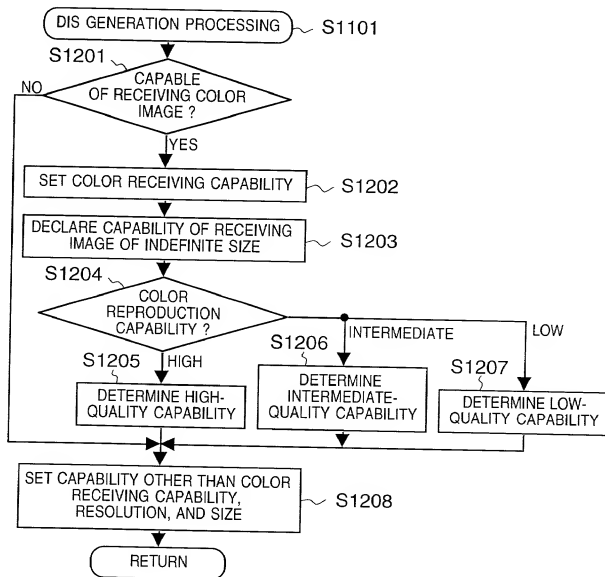 DIS GENERATION PROCESSING
S1101
S1201
CAPABLE
OF RECEIVING COLOR
IMAGE ?
NO
YES
SET COLOR RECEIVING CAPABILITY
S1202
DECLARE CAPABILITY OF RECEIVING
IMAGE OF INDEFINITE SIZE
S1203
S1204
COLOR
REPRODUCTION
CAPABILITY ?
INTERMEDIATE
LOW
HIGH
S1205
DETERMINE HIGH-
QUALITY CAPABILITY
S1206
DETERMINE
INTERMEDIATE-
QUALITY CAPABILITY
S1207
DETERMINE LOW-
QUALITY CAPABILITY
SET CAPABILITY OTHER THAN COLOR
RECEIVING CAPABILITY,
RESOLUTION, AND SIZE
S1208
RETURN